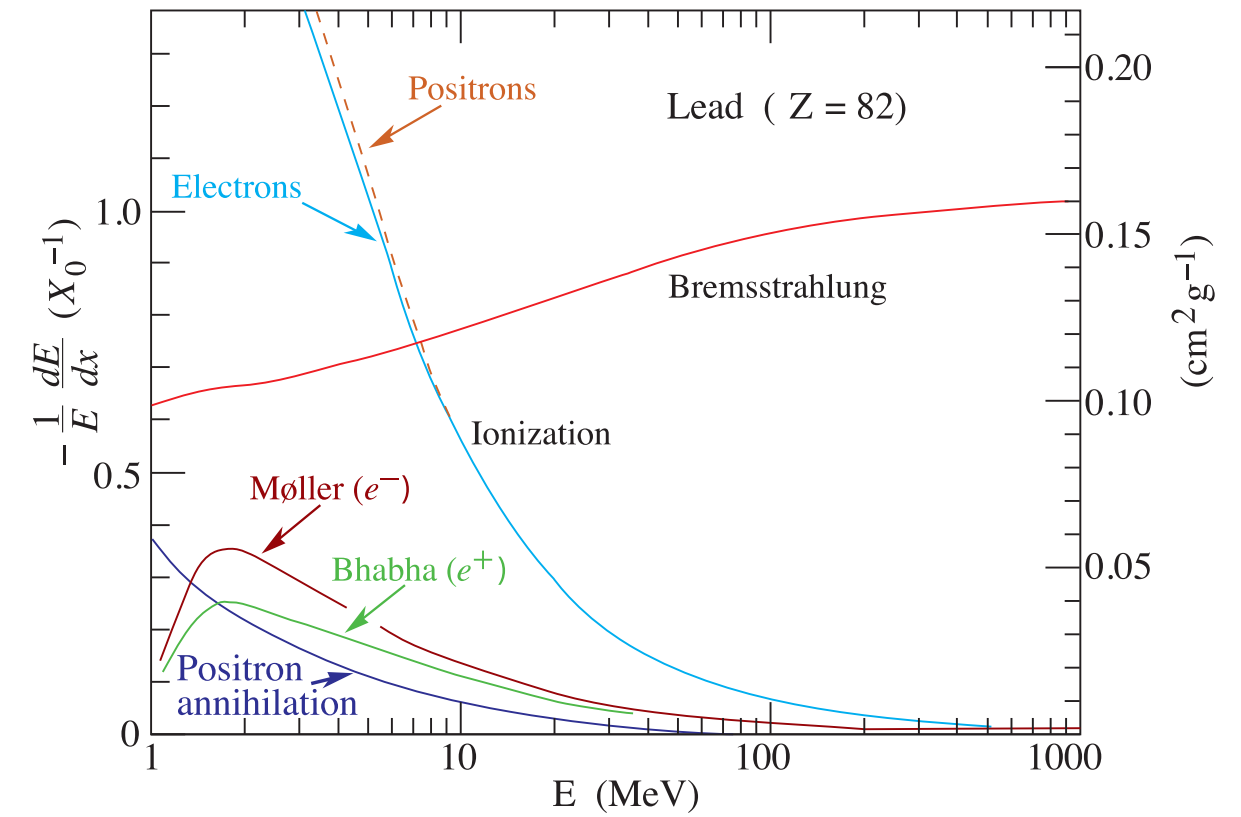 Positrons
Lead ( Z = 82)
Electrons
Bremsstrahlung
Ionization
Møller (e−)
Bhabha (e+)
Positron
annihilation
− 1/E dE/dx (X0−1)
1.0
0.5
0
(cm2 g−1)
0.20
0.15
0.10
0.05
1 10 100 1000
E (MeV)